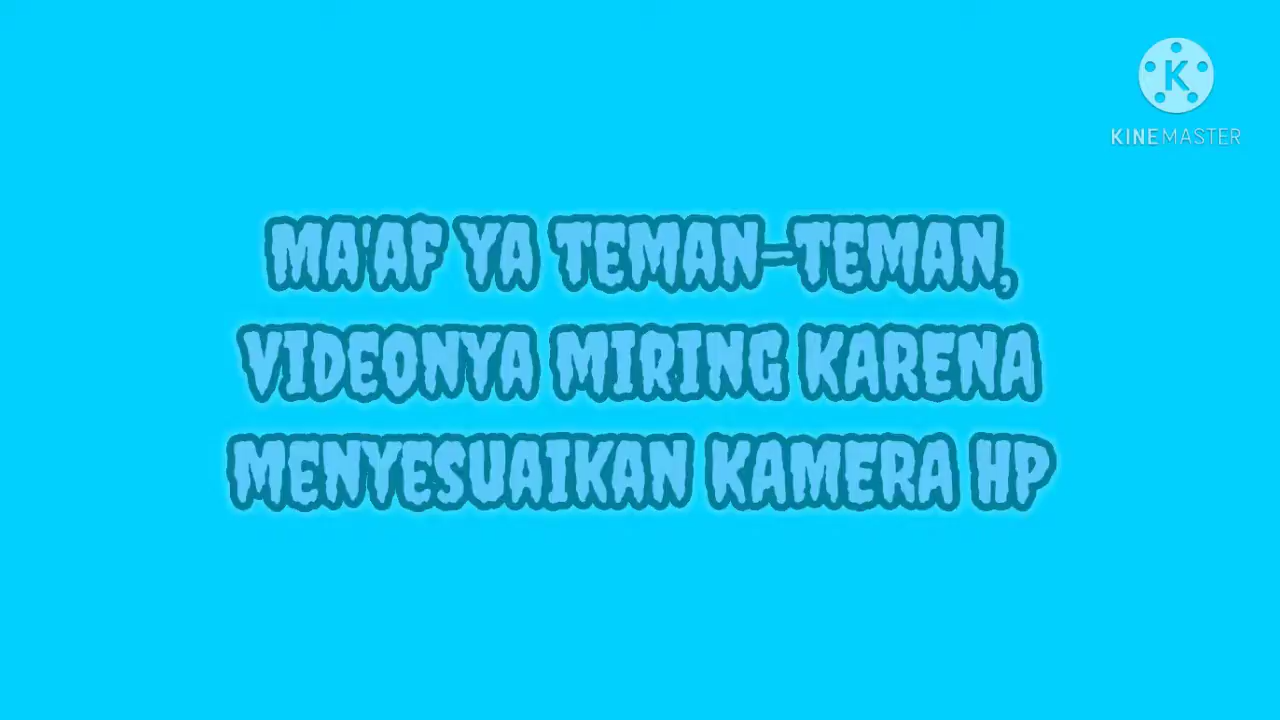 K
KINEMASTER
MA'AF YA TEMAN-TEMAN,
VIDEONYA MIRING KARENA
MENYESUAIKAN KAMERA HP